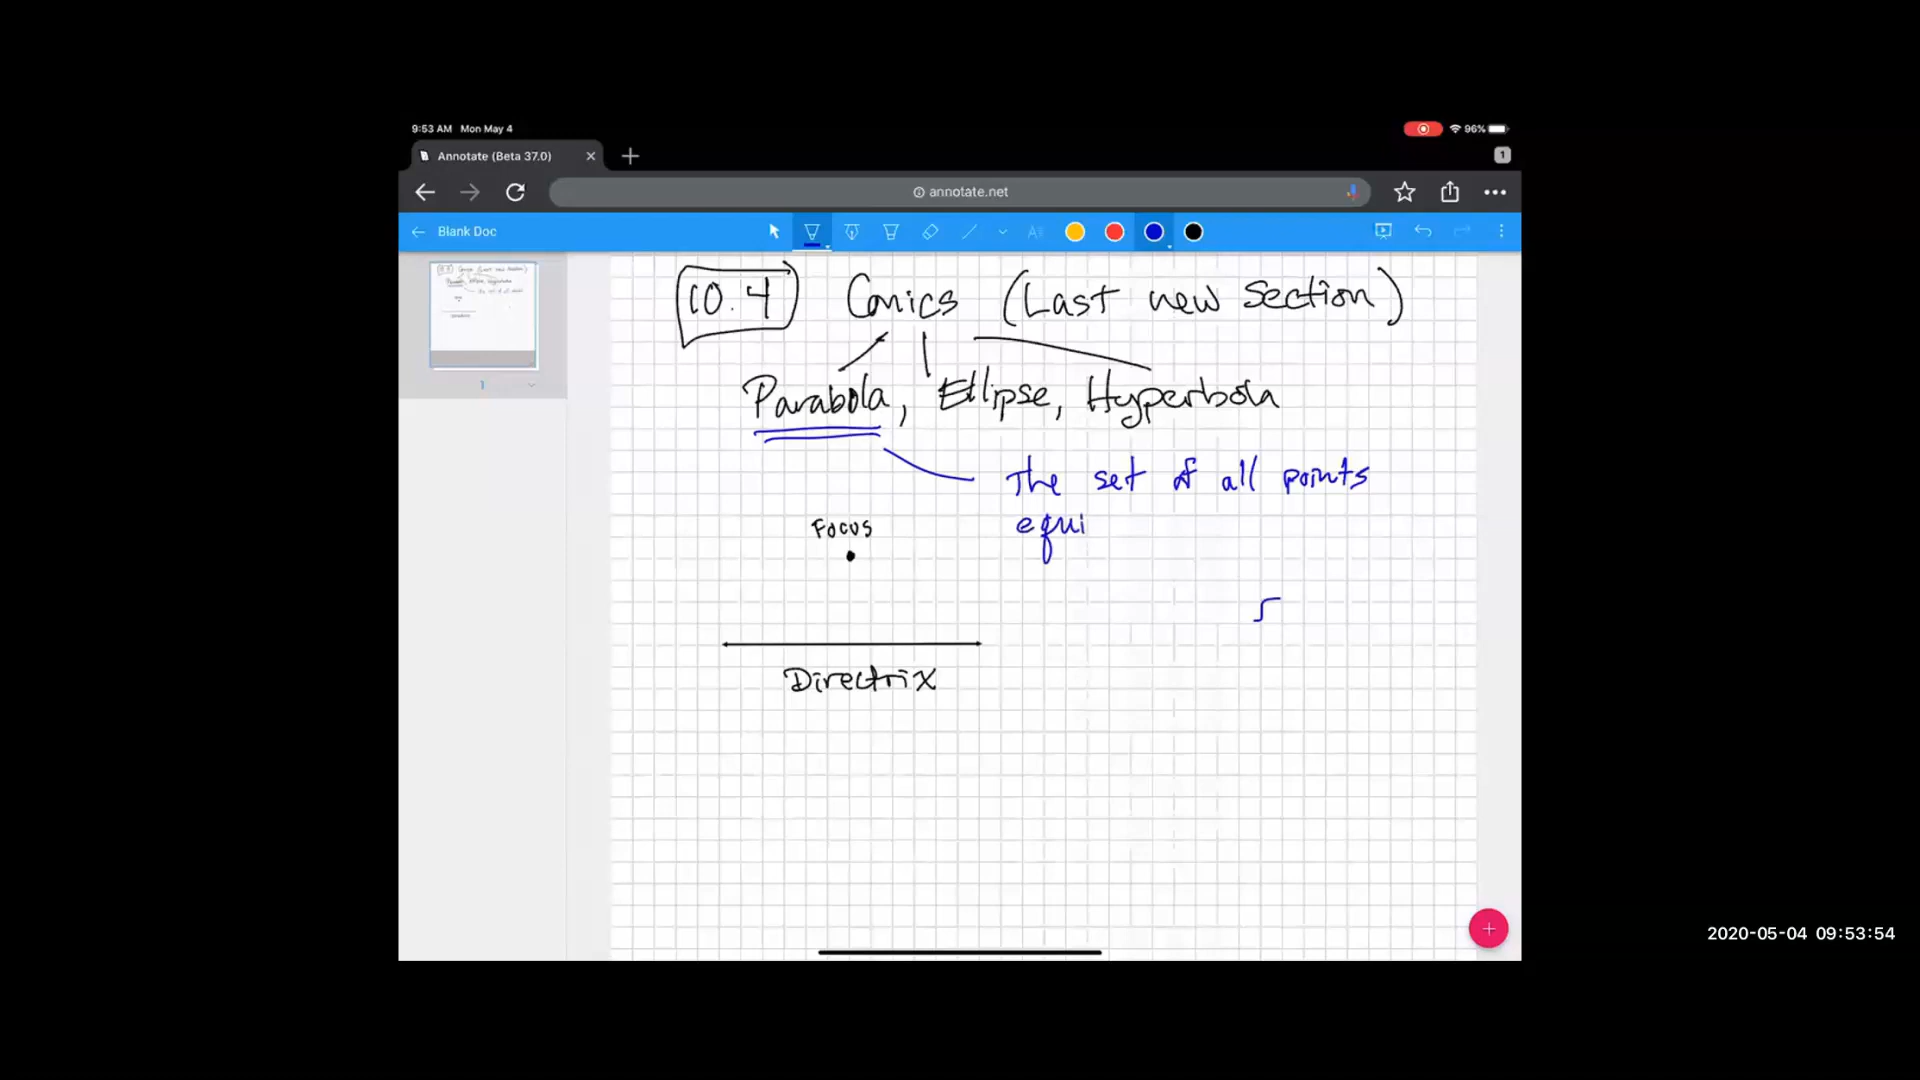 9:53 AM Mon May 4
96%
Annotate (Beta 37.0)
1
annotate.net
Blank Doc
10.4 Conics (Last new section)
Parabola, Ellipse, Hyperbola
The set of all points
equi
Focus
Directrix
1
2020-05-04 09:53:54